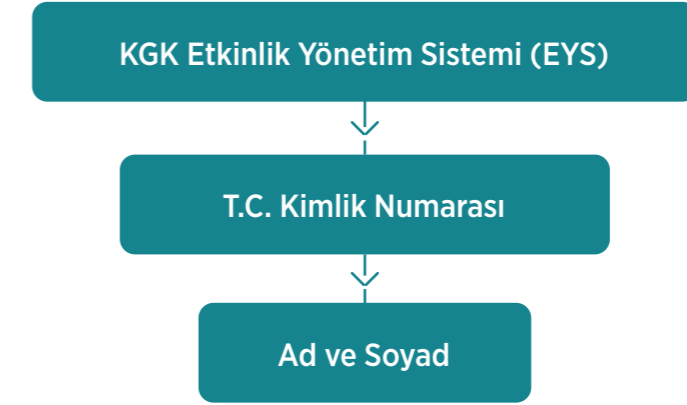 KGK Etkinlik Yönetim Sistemi (EYS)
T.C. Kimlik Numarası
Ad ve Soyad